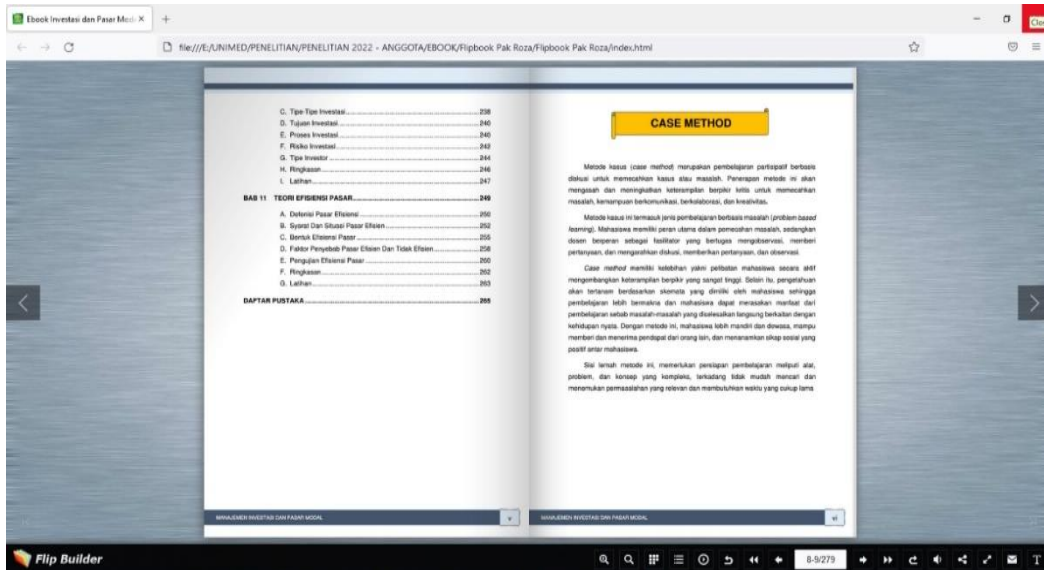 Ebook Investasi dan Pasar Mod
file:///E:/UNIMED/PENELITIAN/PENELITIAN 2022 - ANGGOTA/EBOOK/Flipbook Pak Roza/Flipbook Pak Roza/index.html
Clo
C. Tipe-Tipe Investasi 238
D. Tujuan Investasi 240
E. Proses Investasi 240
F. Risiko Investasi 242
G. Tipe Investor 244
H. Ringkasan 246
I. Latihan 247
BAB 11 TEORI EFISIENSI PASAR 249
A. Defenisi Pasar Efisiensi 250
B. Syarat Dan Situasi Pasar Efisien 252
C. Bentuk Efisiensi Pasar 255
D. Faktor Penyebab Pasar Efisien Dan Tidak Efisien 258
E. Pengujian Efisiensi Pasar 260
F. Ringkasan 262
G. Latihan 263
DAFTAR PUSTAKA 265
MANAJEMEN INVESTASI DAN PASAR MODAL
v
CASE METHOD
Metode kasus (case method) merupakan pembelajaran partisipatif berbasis
diskusi untuk memecahkan kasus atau masalah. Penerapan metode ini akan
mengasah dan meningkatkan keterampilan berpikir kritis untuk memecahkan
masalah, kemampuan berkomunikasi, berkolaborasi, dan kreativitas.
Metode kasus ini termasuk jenis pembelajaran berbasis masalah (problem based
learning). Mahasiswa memiliki peran utama dalam pemecahan masalah, sedangkan
dosen berperan sebagai fasilitator yang bertugas mengobservasi, memberi
pertanyaan, dan mengarahkan diskusi, memberikan pertanyaan, dan observasi.
Case method memiliki kelebihan yakni pelibatan mahasiswa secara aktif
mengembangkan keterampilan berpikir yang sangat tinggi. Selain itu, pengetahuan
akan tertanam berdasarkan skemata yang dimiliki oleh mahasiswa sehingga
pembelajaran lebih bermakna dan mahasiswa dapat merasakan manfaat dari
pembelajaran sebab masalah-masalah yang diselesaikan langsung berkaitan dengan
kehidupan nyata. Dengan metode ini, mahasiswa lebih mandiri dan dewasa, mampu
memberi dan menerima pendapat dari orang lain, dan menanamkan sikap sosial yang
positif antar mahasiswa.
Sisi lemah metode ini, memerlukan persiapan pembelajaran meliputi alat,
problem, dan konsep yang kompleks, terkadang tidak mudah mencari dan
menemukan permasalahan yang relevan dan membutuhkan waktu yang cukup lama
MANAJEMEN INVESTASI DAN PASAR MODAL
vi
Flip Builder
8-9/279